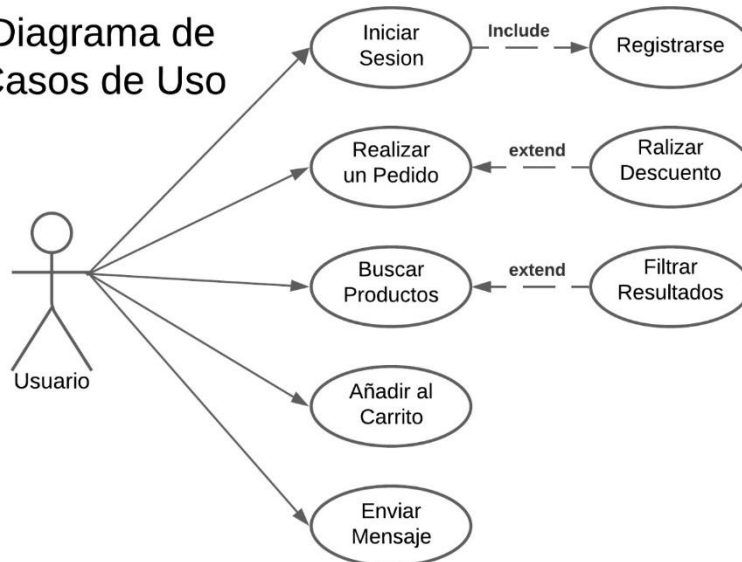 Diagrama de
Casos de Uso
Iniciar
Sesion
Include
Registrarse
Realizar
un Pedido
extend
Ralizar
Descuento
Buscar
Productos
extend
Filtrar
Resultados
Usuario
Añadir al
Carrito
Enviar
Mensaje